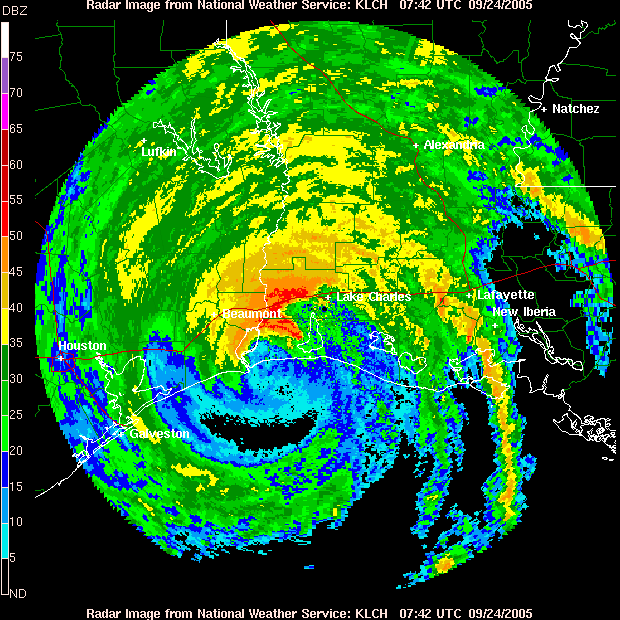 Radar Image from National Weather Service: KLCH 07:42 UTC 09/24/2005
DBZ
75
70
65
60
55
50
45
40
35
30
25
20
15
10
5
ND
Natchez
Alexandria
Lufkin
Lake Charles
Lafayette
New Iberia
Beaumont
Houston
Galveston
Radar Image from National Weather Service: KLCH 07:42 UTC 09/24/2005